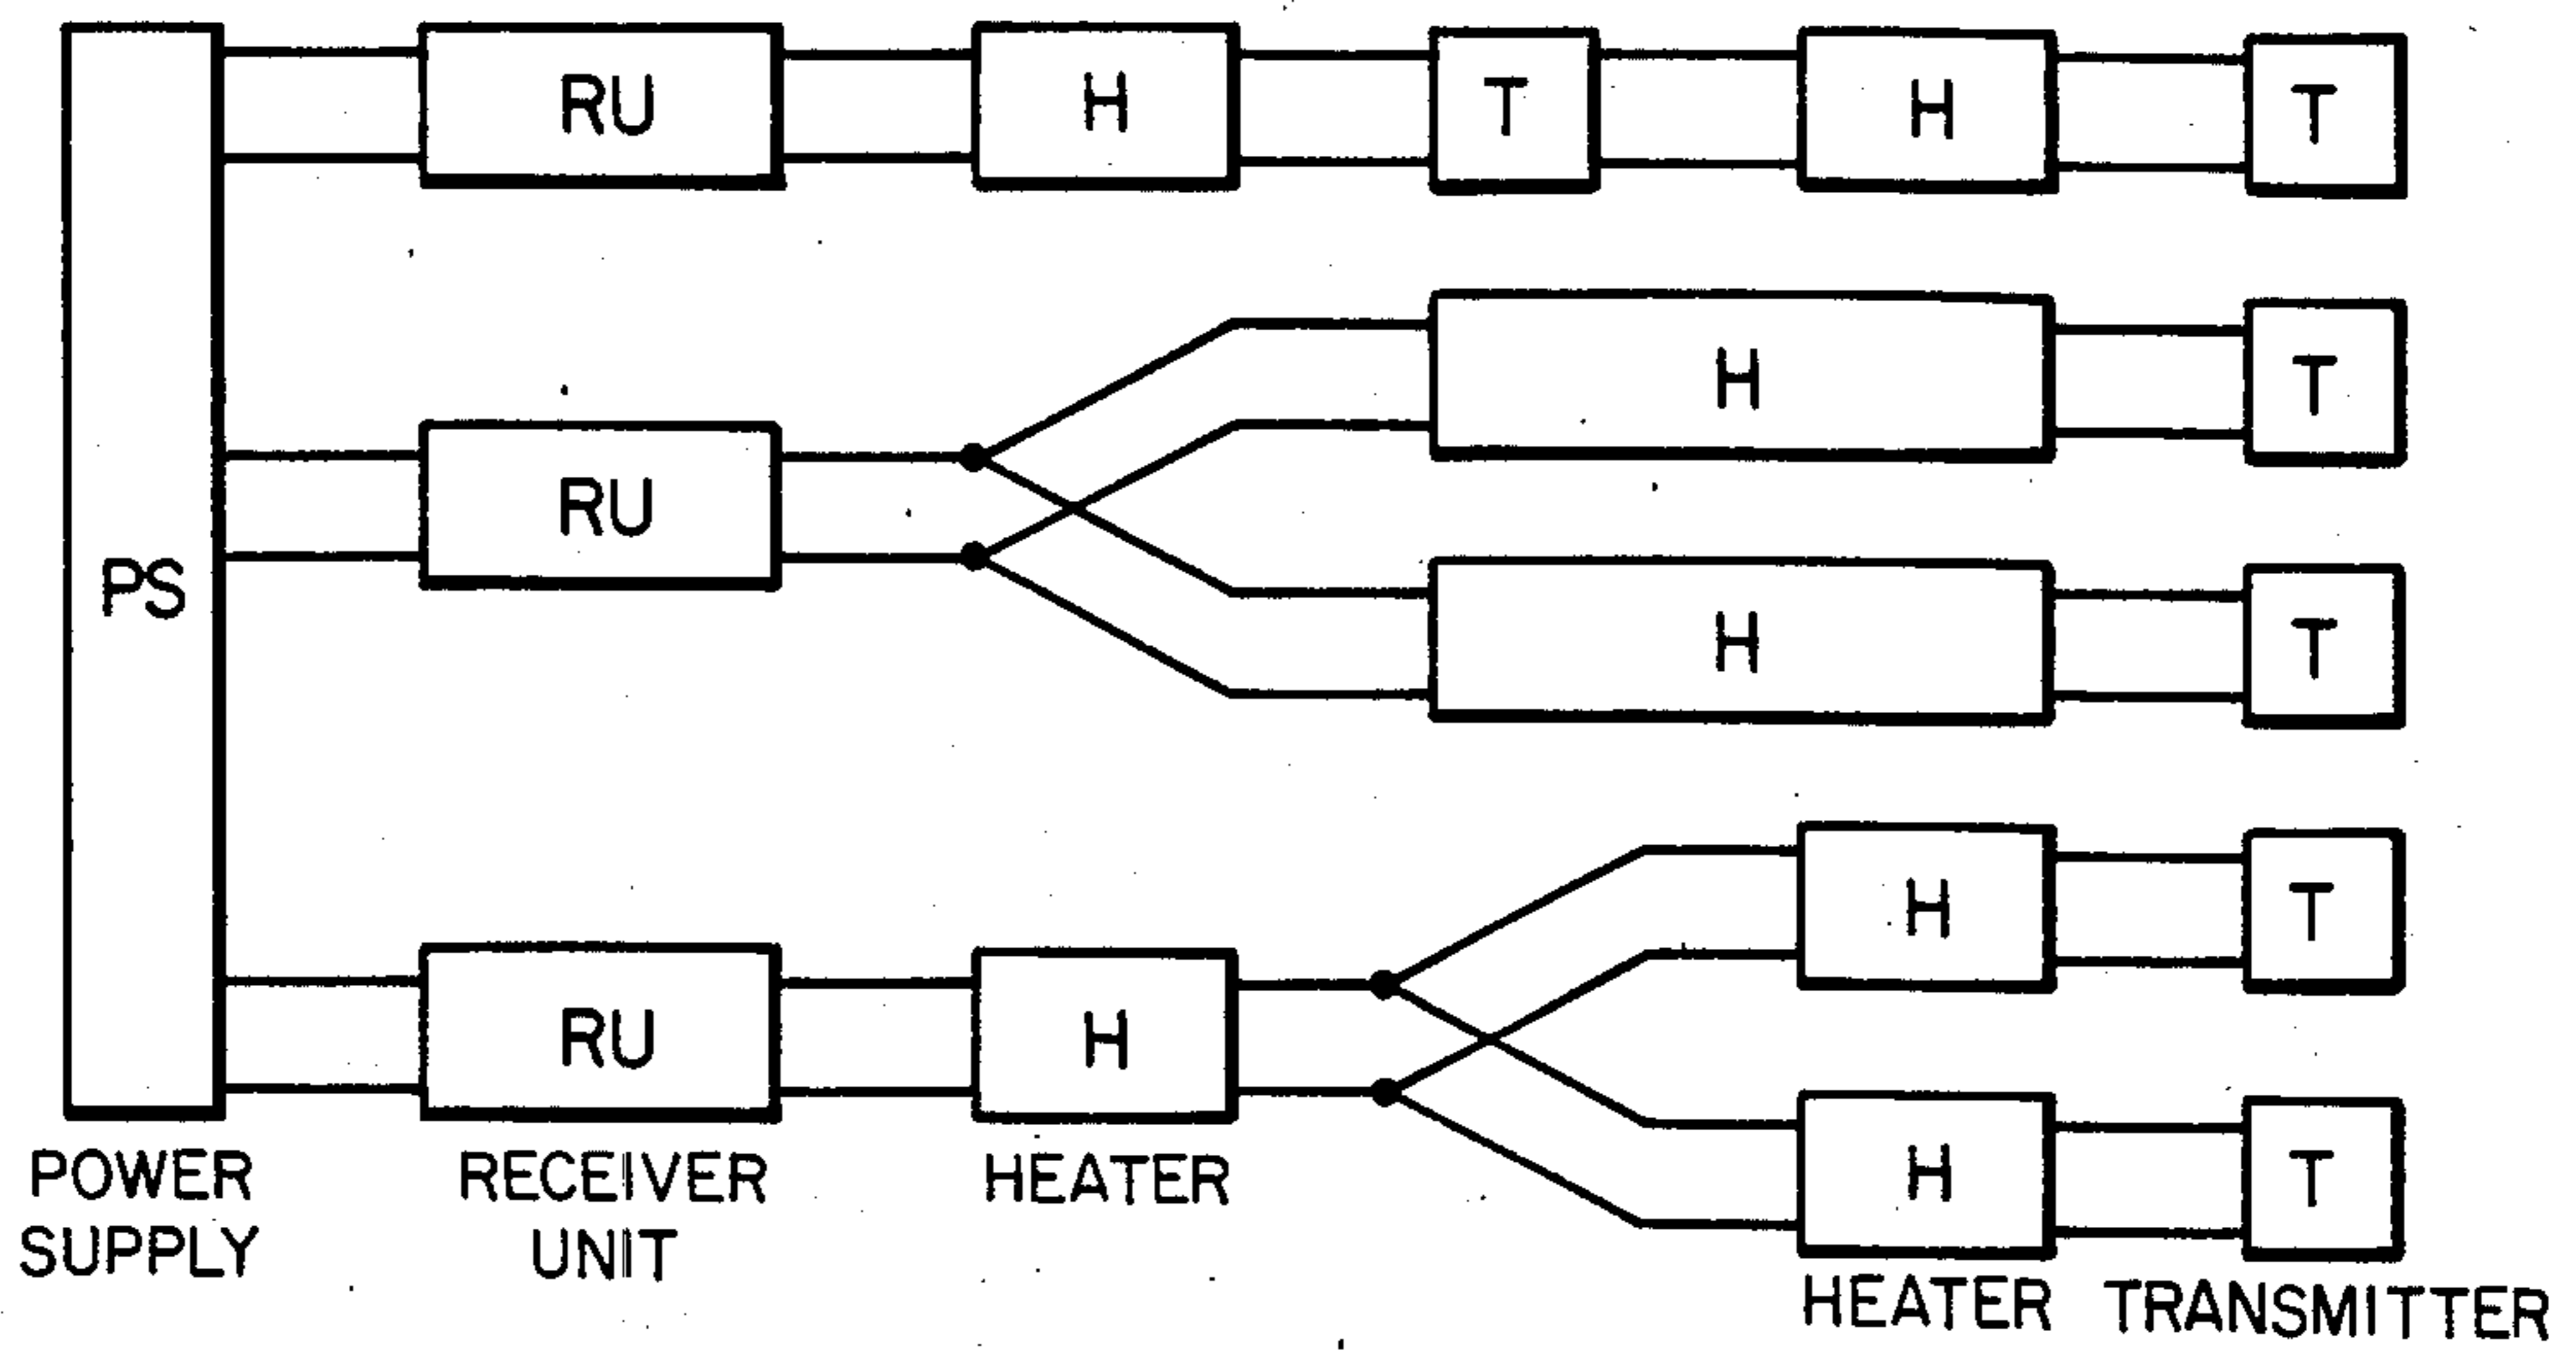 RU H T H T
H T
RU
PS
H T
H T
RU H
H T
POWER
SUPPLY
RECEIVER
UNIT
HEATER
HEATER TRANSMITTER